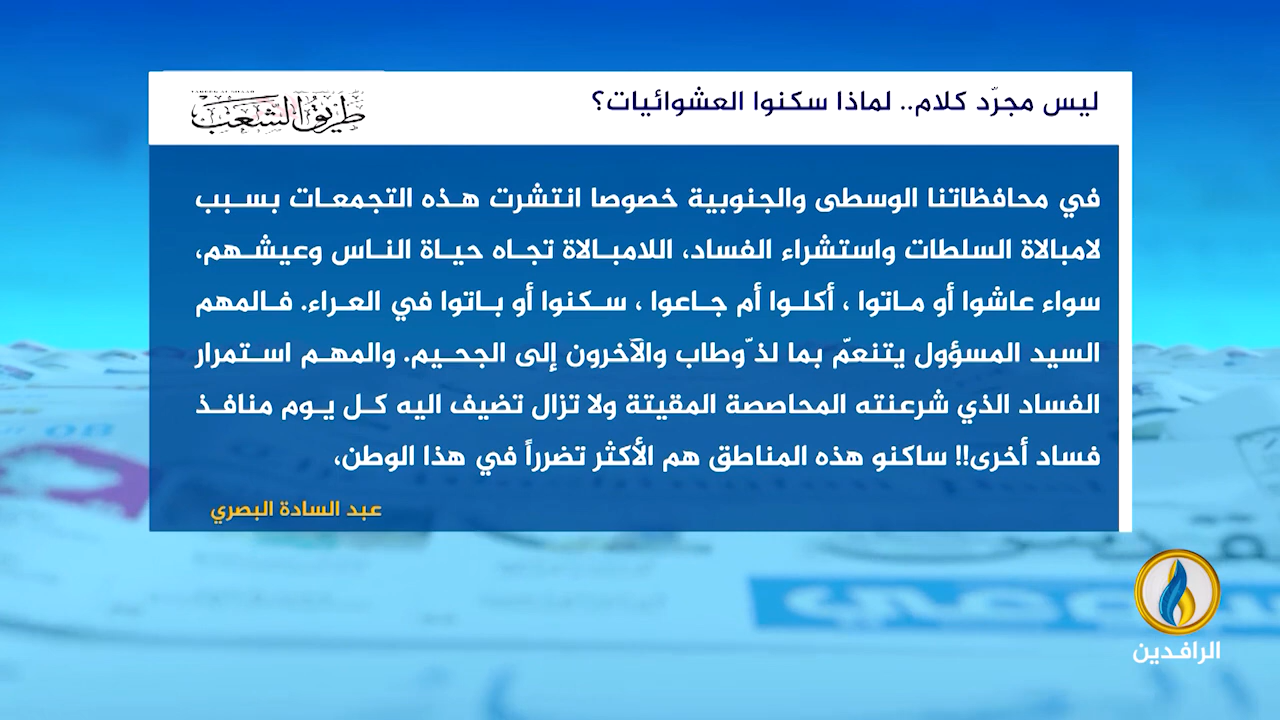 ليس مجرّد كلام.. لماذا سكنوا العشوائيات؟
طريق الشعب
في محافظاتنا الوسطى والجنوبية خصوصا انتشرت هذه التجمعات بسبب
لامبالاة السلطات واستشراء الفساد، اللامبالاة تجاه حياة الناس وعيشهم،
سواء عاشوا أو ماتوا ، أكلوا أم جاعوا ، سكنوا أو باتوا في العراء. فالمهم
السيد المسؤول يتنعمّ بما لذ ّوطاب والآخرون إلى الجحيم. والمهم استمرار
الفساد الذي شرعنته المحاصصة المقيتة ولا تزال تضيف اليه كل يوم منافذ
فساد أخرى!! ساكنو هذه المناطق هم الأكثر تضرراً في هذا الوطن،
عبد السادة البصري
الرافدين